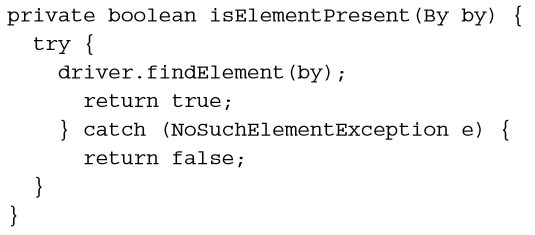 private boolean isElementPresent(By by) {
  try {
    driver.findElement(by);
      return true;
    } catch (NoSuchElementException e) {
      return false;
  }
}